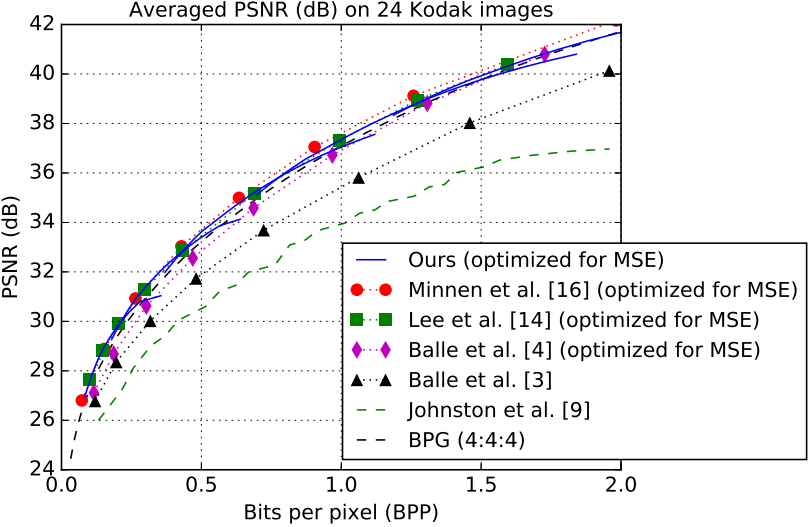 Averaged PSNR (dB) on 24 Kodak images
42
40
38
36
34
32
30
28
26
24
PSNR (dB)
Ours (optimized for MSE)
Minnen et al. [16] (optimized for MSE)
Lee et al. [14] (optimized for MSE)
Balle et al. [4] (optimized for MSE)
Balle et al. [3]
Johnston et al. [9]
BPG (4:4:4)
0.0 0.5 1.0 1.5 2.0
Bits per pixel (BPP)